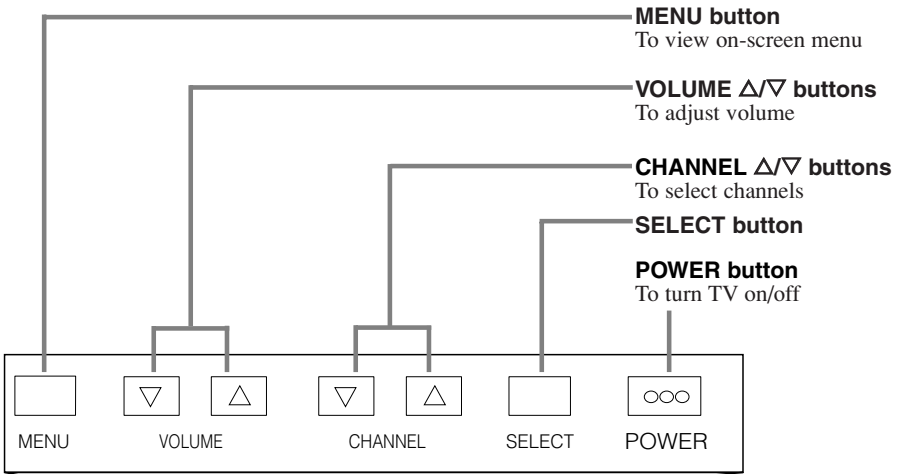 MENU button
To view on-screen menu
VOLUME △/▽ buttons
To adjust volume
CHANNEL △/▽ buttons
To select channels
SELECT button
POWER button
To turn TV on/off
MENU VOLUME CHANNEL SELECT POWER